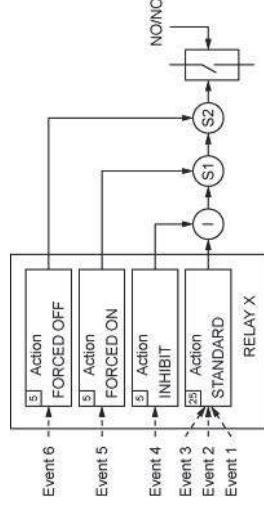 Event 6
5
Action
FORCED OFF
Event 5
5
Action
FORCED ON
Event 4
5
Action
INHIBIT
Event 3
Event 2
Event 1
25
Action
STANDARD
RELAY X
I
S1
S2
NO/NC